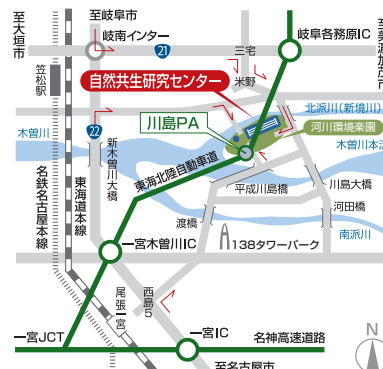 至大垣市
至岐阜市
岐南インター
21
三宅
岐阜各務原IC
至美濃加茂市
笠松駅
自然共生研究センター
米野
北派川(新境川)
木曽川
22
川島PA
河川環境楽園
木曽川本流
新木曽川大橋
東海北陸自動車道
平成川島橋
川島大橋
名鉄名古屋本線
東海道本線
渡橋
河田橋
138タワーパーク
南派川
一宮木曽川IC
尾張一宮
西島5
一宮JCT
一宮IC
名神高速道路
至名古屋市
N